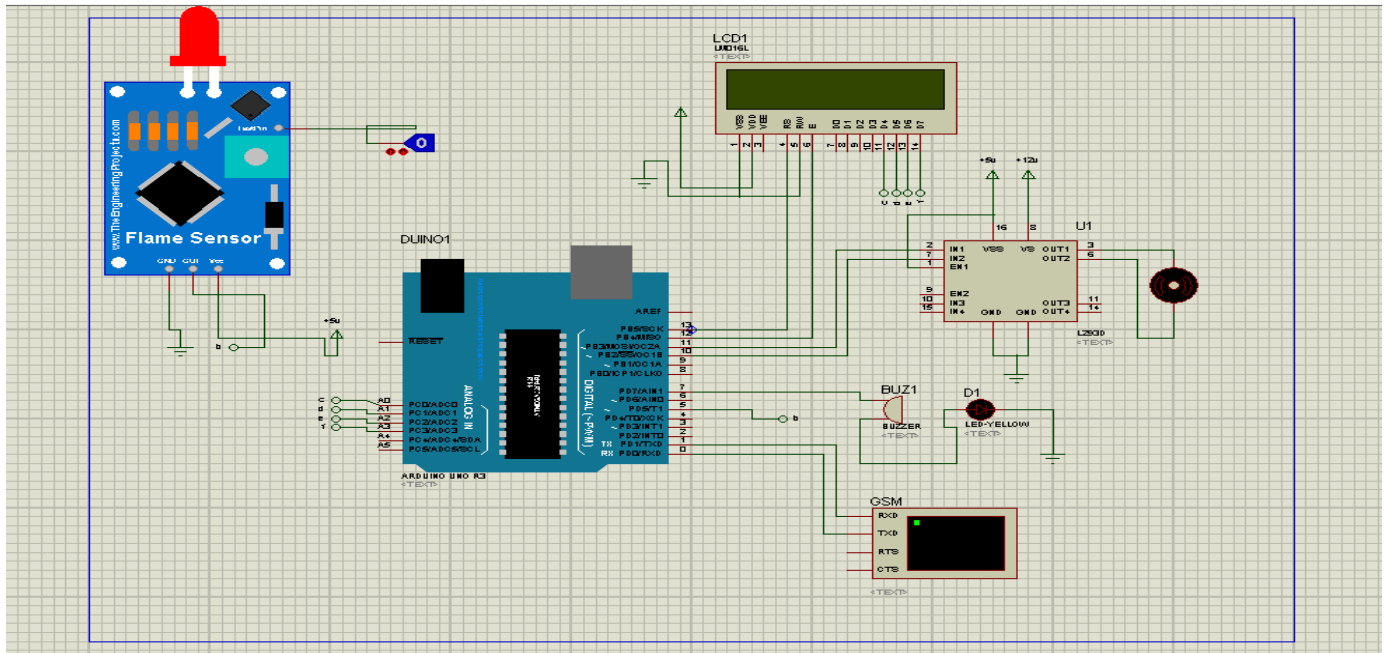 LCD1
LM016L
<TEXT>
VSS VDD VEE RS RW E D0 D1 D2 D3 D4 D5 D6 D7
1 2 3 4 5 6 7 8 9 10 11 12 13 14
c d e f
TestPin
0
www.TheEngineeringProjects.com
Flame Sensor
GND OUT Vcc
+5v
b
DUINO1
AREF
RESET
PB5/SCK 13
PB4/MISO 12
~ PB3/MOSI/OC2A 11
~ PB2/SS/OC1B 10
~ PB1/OC1A 9
PB0/ICP1/CLKO 8
PD7/AIN1 7
~ PD6/AIN0 6
~ PD5/T1 5
PD4/T0/XCK 4
~ PD3/INT1 3
PD2/INT0 2
TX PD1/TXD 1
RX PD0/RXD 0
DIGITAL (~PWM)
ANALOG IN
c A0 PC0/ADC0
d A1 PC1/ADC1
e A2 PC2/ADC2
f A3 PC3/ADC3
A4 PC4/ADC4/SDA
A5 PC5/ADC5/SCL
ARDUINO UNO R3
<TEXT>
b
+5v +12v
U1
16 8
2 IN1 VSS VS OUT1 3
7 IN2 OUT2 6
1 EN1
9 EN2
10 IN3 OUT3 11
15 IN4 GND GND OUT4 14
L293D
<TEXT>
BUZ1
BUZZER
<TEXT>
D1
LED-YELLOW
<TEXT>
GSM
RXD
TXD
RTS
CTS
<TEXT>